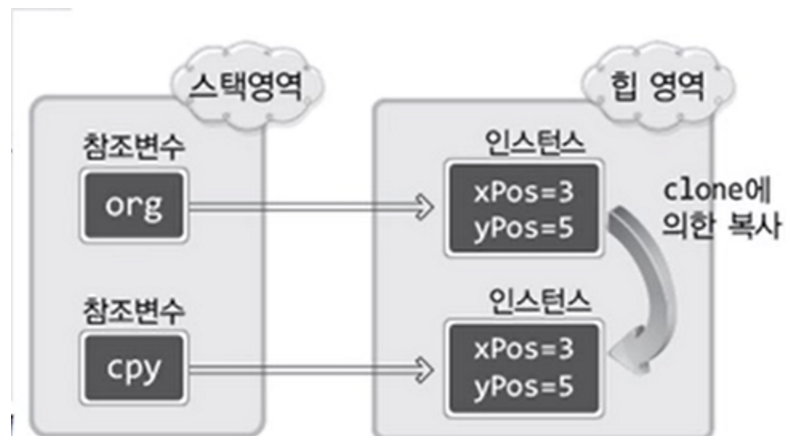 스택영역
힙 영역
참조변수
org
인스턴스
xPos=3
yPos=5
clone에
의한 복사
참조변수
cpy
인스턴스
xPos=3
yPos=5